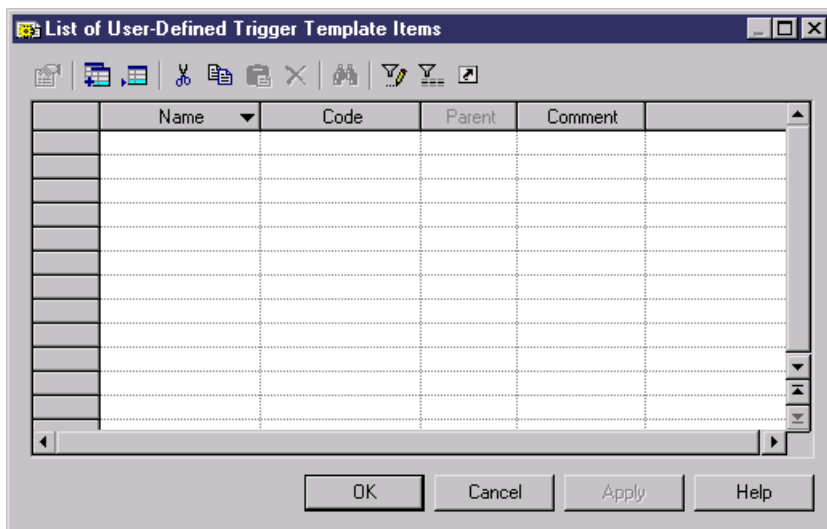 List of User-Defined Trigger Template Items
Name Code Parent Comment
OK Cancel Apply Help